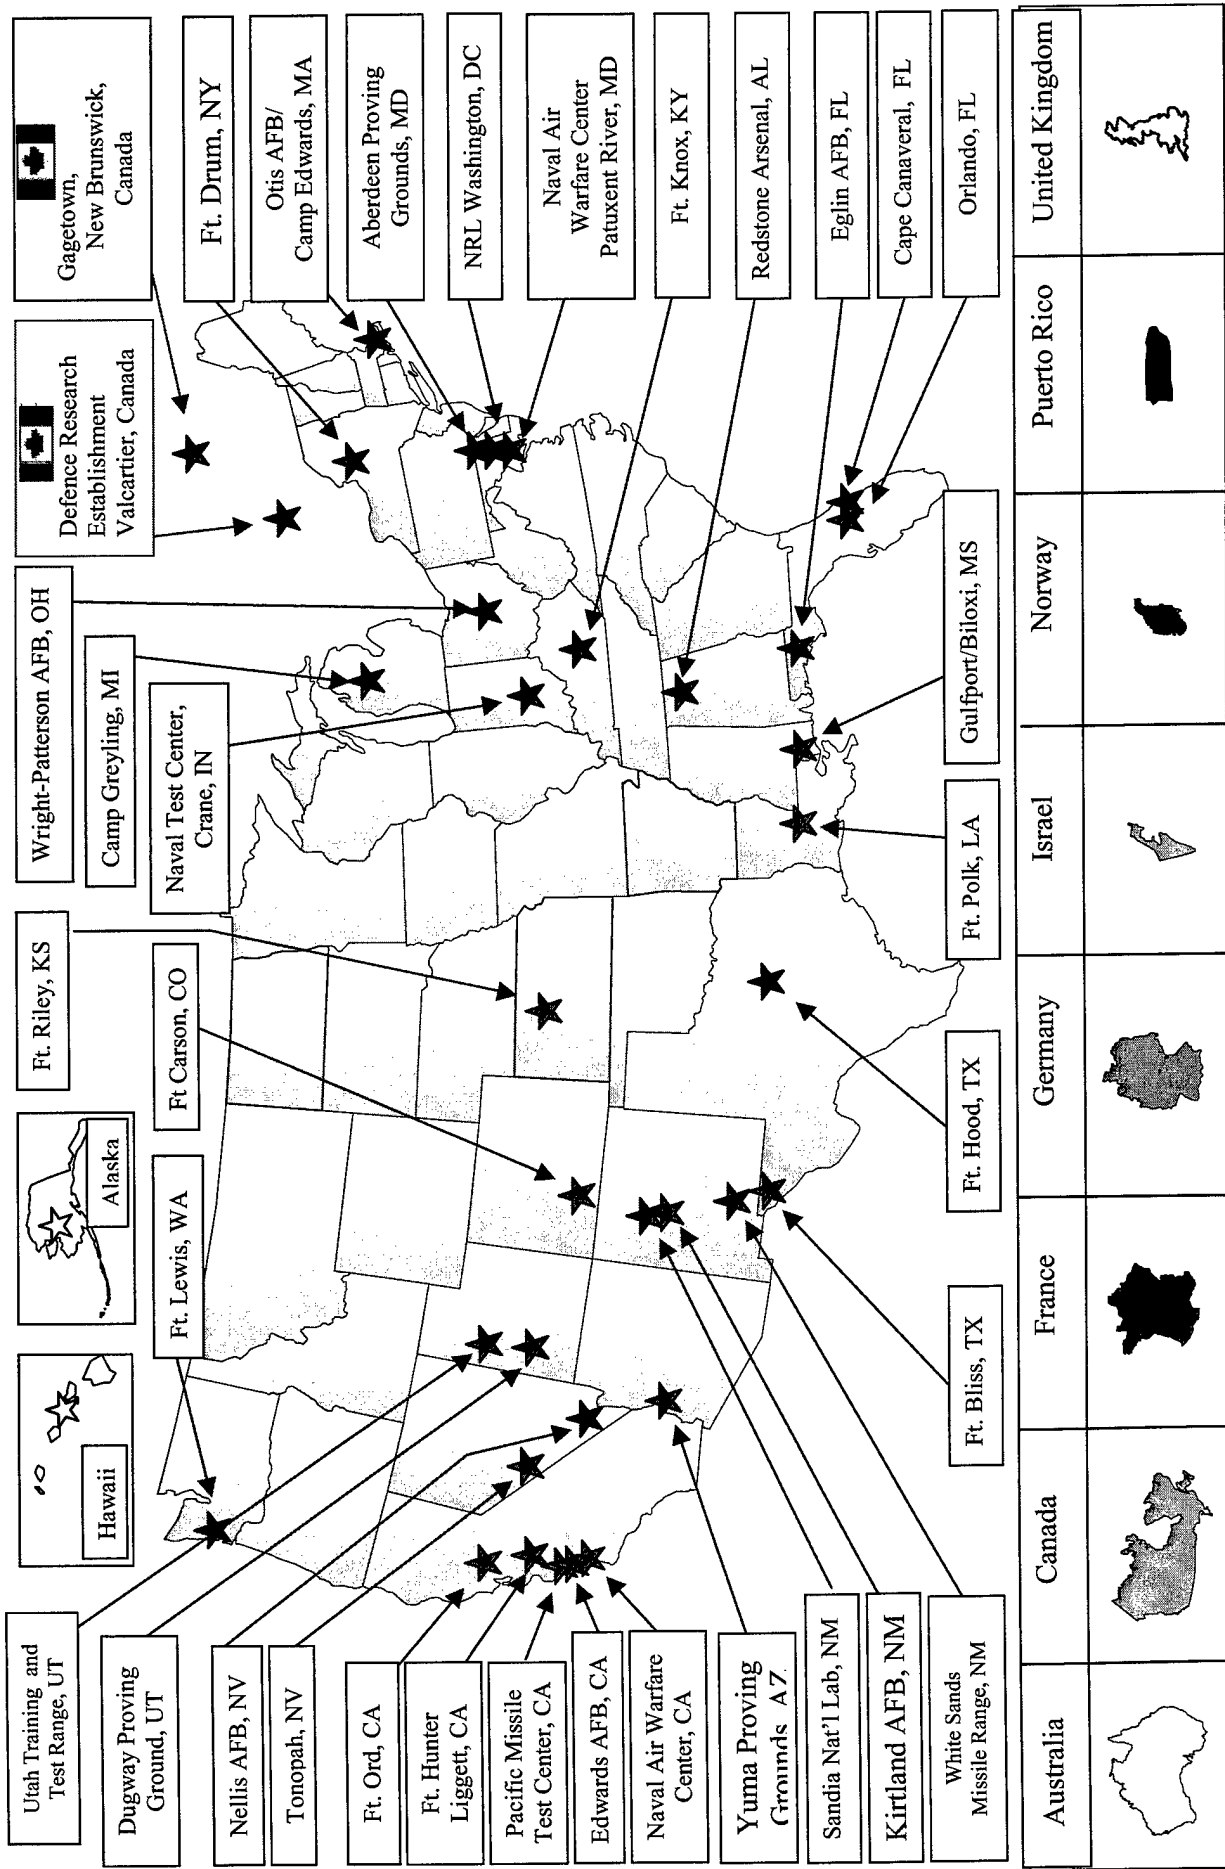 Utah Training and
Test Range, UT
Dugway Proving
Ground, UT
Nellis AFB, NV
Tonopah, NV
Ft. Ord, CA
Ft. Hunter
Liggett, CA
Pacific Missile
Test Center, CA
Edwards AFB, CA
Naval Air Warfare
Center, CA
Yuma Proving
Grounds, AZ
Sandia Nat'l Lab, NM
Kirtland AFB, NM
White Sands
Missile Range, NM
Hawaii
Alaska
Ft. Lewis, WA
Ft. Riley, KS
Ft Carson, CO
Wright-Patterson AFB, OH
Camp Greyling, MI
Naval Test Center,
Crane, IN
Defence Research
Establishment
Valcartier, Canada
Gagetown,
New Brunswick,
Canada
Ft. Drum, NY
Otis AFB/
Camp Edwards, MA
Aberdeen Proving
Grounds, MD
NRL Washington, DC
Naval Air
Warfare Center
Patuxent River, MD
Ft. Knox, KY
Redstone Arsenal, AL
Eglin AFB, FL
Cape Canaveral, FL
Orlando, FL
Gulfport/Biloxi, MS
Ft. Polk, LA
Ft. Hood, TX
Ft. Bliss, TX
Australia
Canada
France
Germany
Israel
Norway
Puerto Rico
United Kingdom